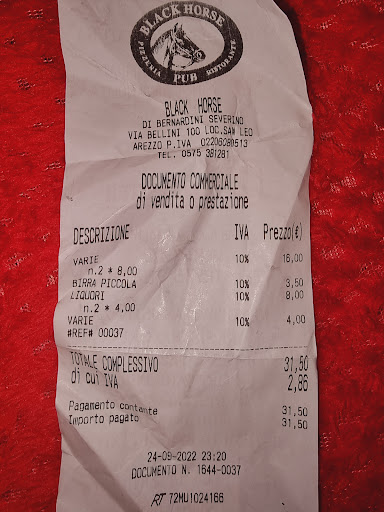 BLACK HORSE
PIZZERIA PUB RISTORANTE
BLACK HORSE
DI BERNARDINI SEVERINO
VIA BELLINI 100 LOC.SAN LEO
AREZZO P.IVA 02206280513
TEL. 0575 381281
DOCUMENTO COMMERCIALE
di vendita o prestazione
DESCRIZIONE IVA Prezzo(€)
VARIE 10% 16,00
n.2 * 8,00
BIRRA PICCOLA 10% 3,50
LIQUORI 10% 8,00
n.2 * 4,00
VARIE 10% 4,00
#REF# 00037
TOTALE COMPLESSIVO 31,50
di cui IVA 2,86
Pagamento contante 31,50
Importo pagato 31,50
24-09-2022 23:20
DOCUMENTO N. 1644-0037
RT 72MU1024166